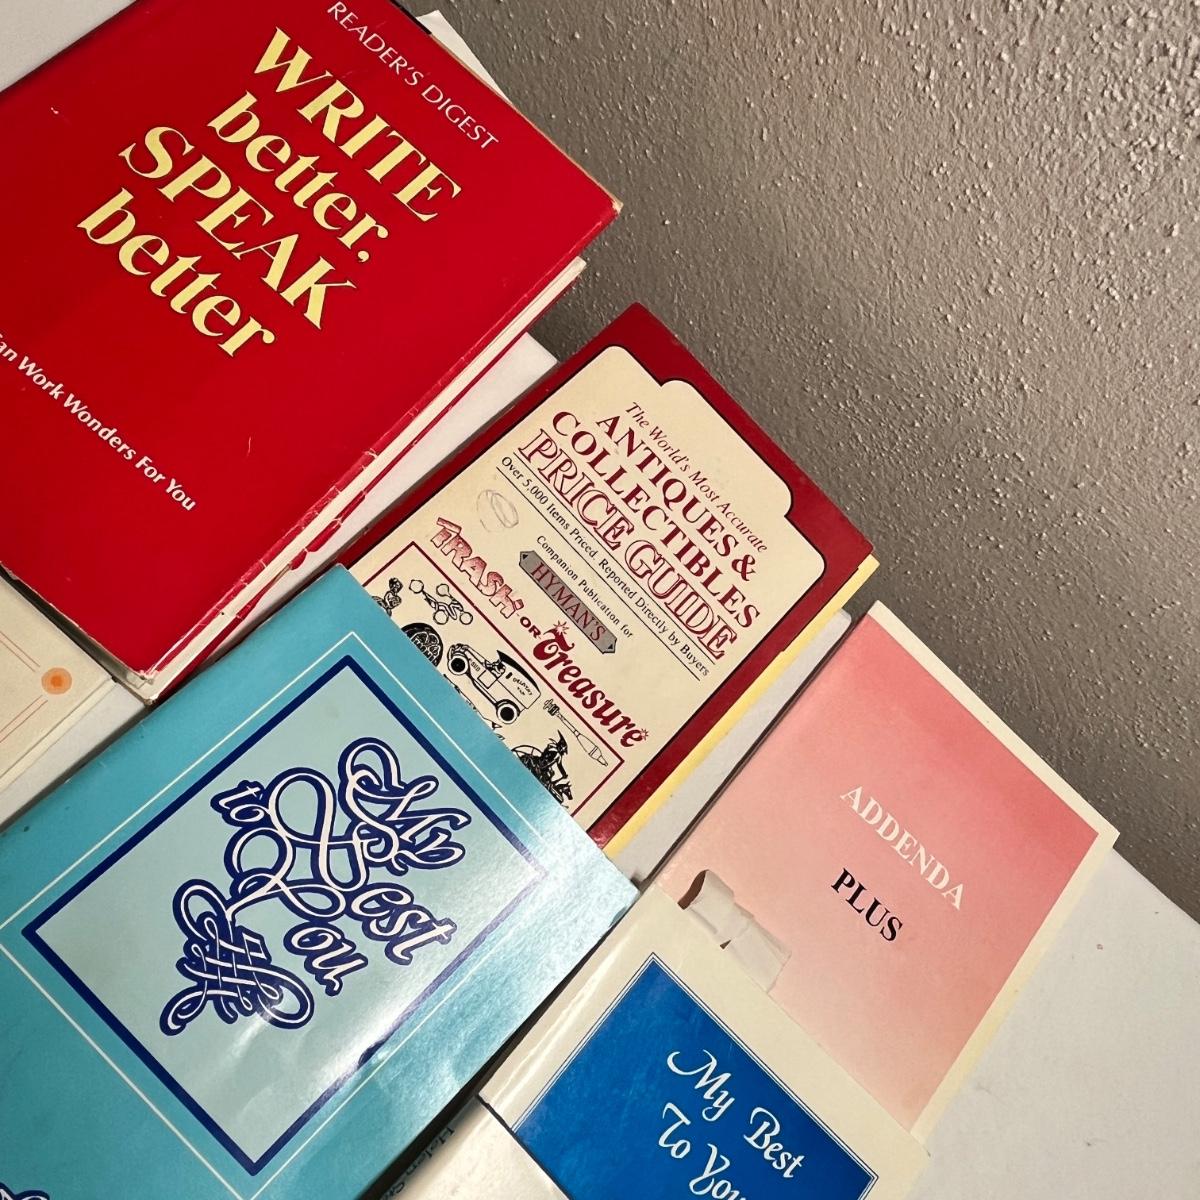 READER'S DIGEST
WRITE
better,
SPEAK
better
Can Work Wonders For You
The World's Most Accurate
ANTIQUES &
COLLECTIBLES
PRICE GUIDE
Over 5,000 Items Priced, Reported Directly by Buyers
Companion Publication for
HYMAN'S
TRASH OR Treasure
My
Best
to You
ADDENDA
PLUS
My Best
To You